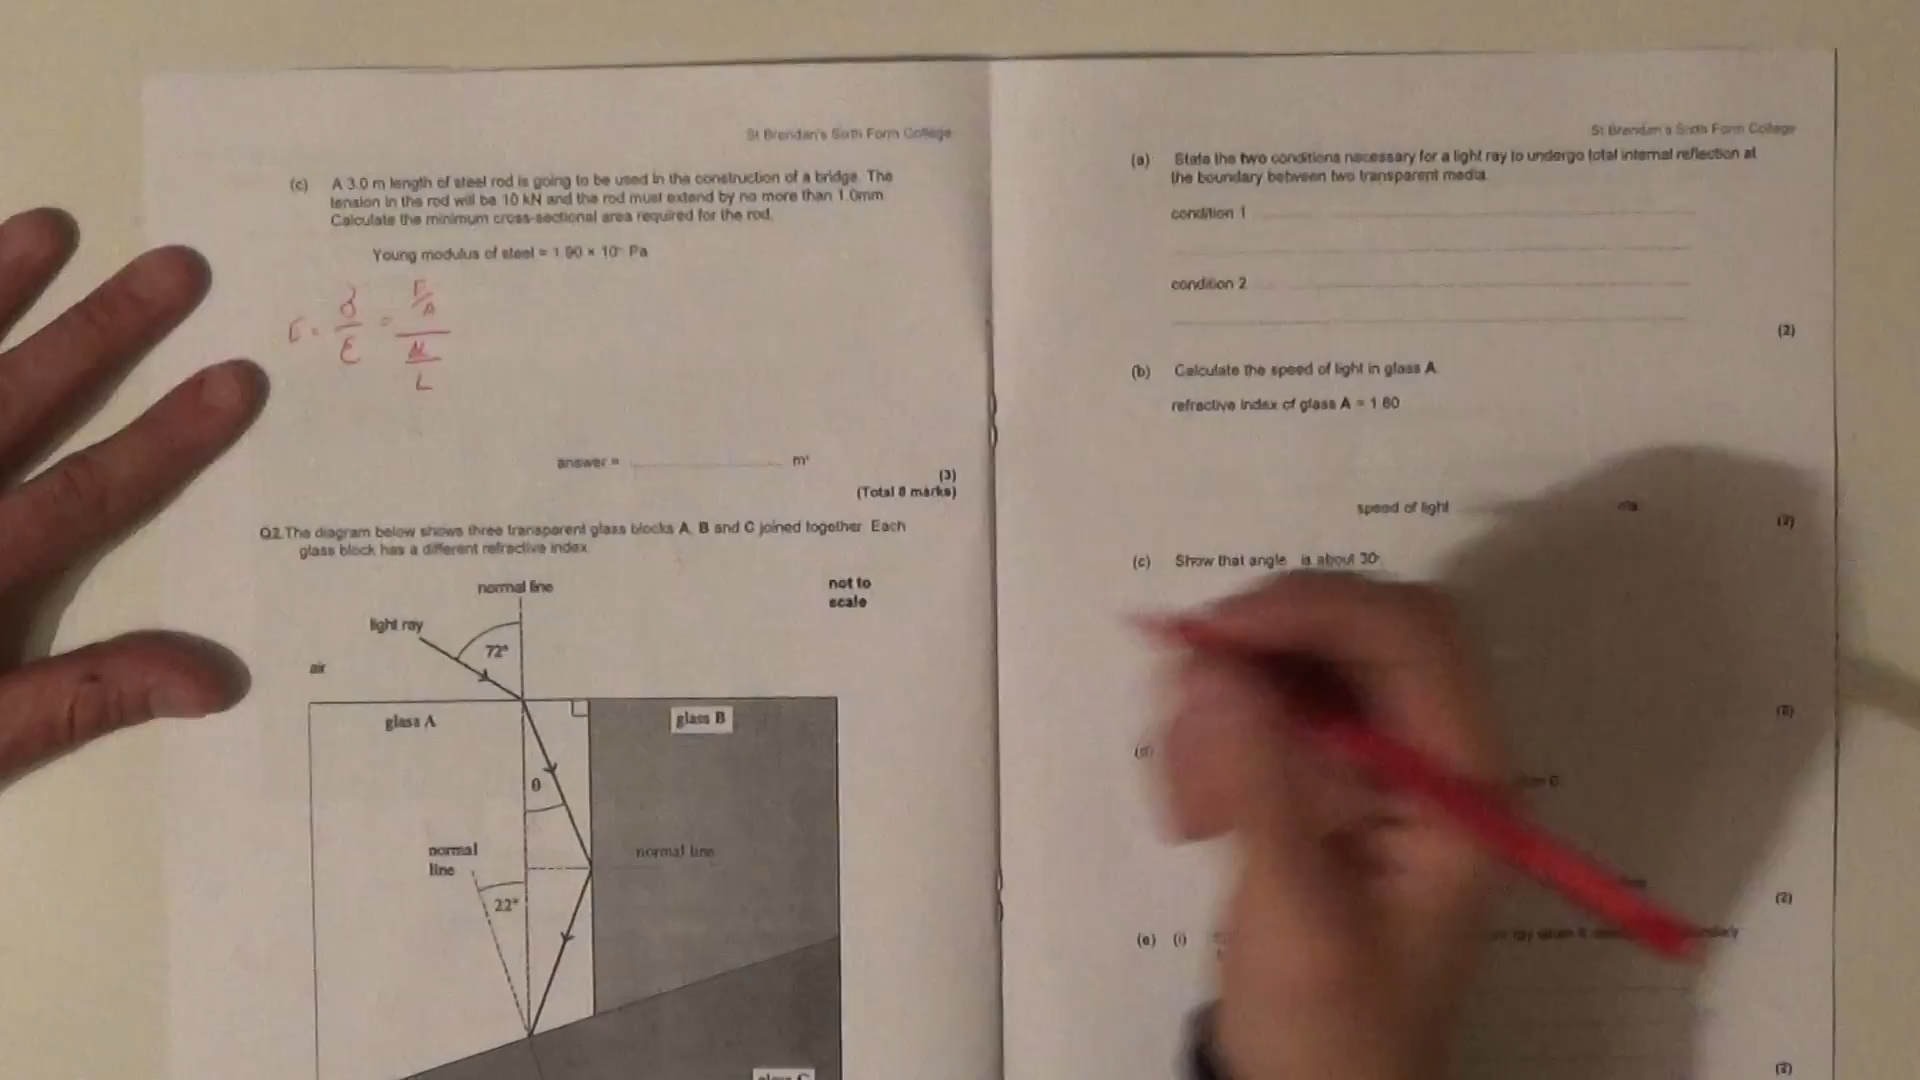 St Brendan's Sixth Form College
(c) A 3.0 m length of steel rod is going to be used in the construction of a bridge. The
tension in the rod will be 10 kN and the rod must extend by no more than 1.0mm.
Calculate the minimum cross-sectional area required for the rod.
Young modulus of steel = 1.90 × 10 Pa
E = =
F/A
L
answer = m²
(3)
(Total 8 marks)
Q2.The diagram below shows three transparent glass blocks A, B and C joined together. Each
glass block has a different refractive index.
normal line
not to
scale
light ray
72°
air
glass A
glass B
θ
normal
line
normal line
22°
glass C
St Brendan's Sixth Form College
(a) State the two conditions necessary for a light ray to undergo total internal reflection at
the boundary between two transparent media.
condition 1
condition 2
(2)
(b) Calculate the speed of light in glass A.
refractive index of glass A = 1.80
speed of light
(2)
(c) Show that angle is about 30
(2)
(d)
(2)
(e) (i)